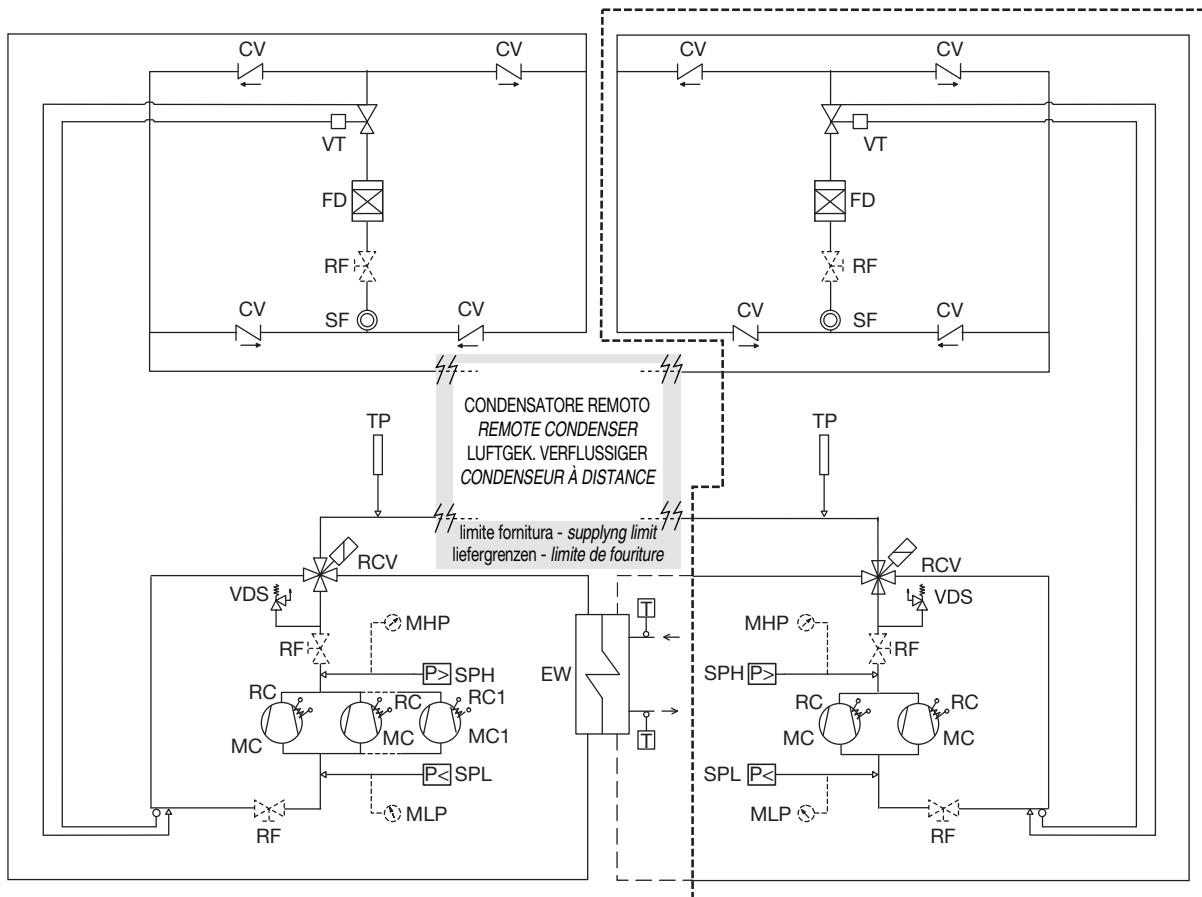 CV
CV
CV
CV
VT
VT
FD
FD
RF
RF
CV
SF
CV
CV
SF
CV
CONDENSATORE REMOTO
REMOTE CONDENSER
LUFTGEK. VERFLUSSIGER
CONDENSEUR À DISTANCE
TP
TP
limite fornitura - supplyng limit
liefergrenzen - limite de fouriture
RCV
RCV
VDS
VDS
T
MHP
MHP
RF
RF
P> SPH
EW
SPH P>
RC
RC
RC1
RC
RC
MC
MC
MC1
MC
MC
T
P< SPL
SPL P<
MLP
MLP
RF
RF